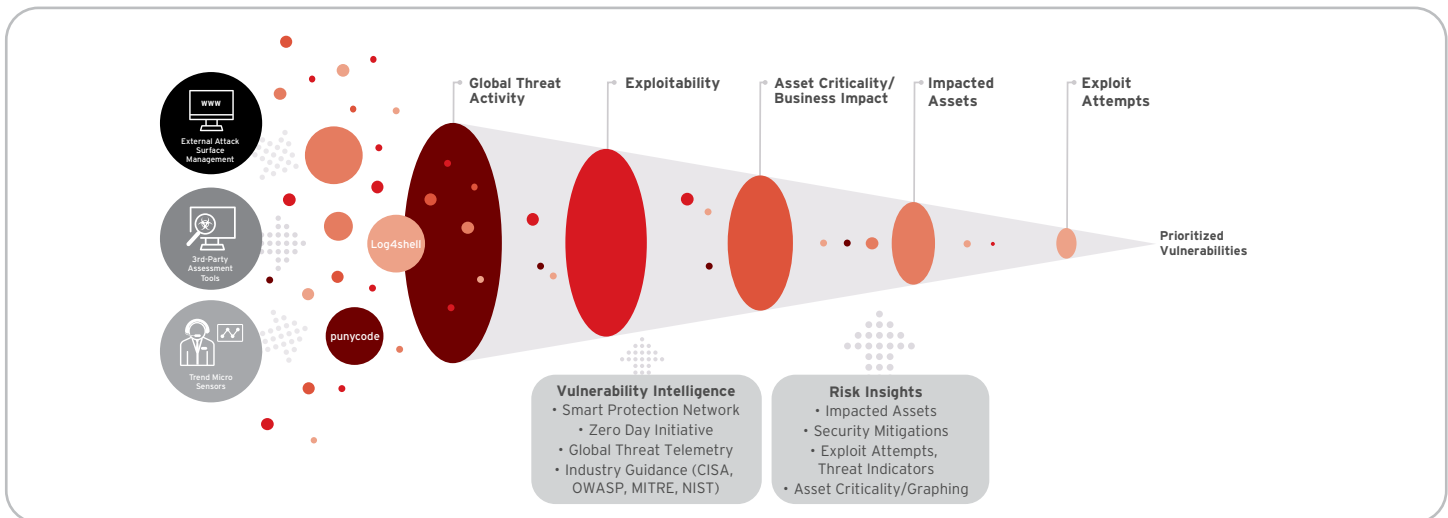 www
External Attack
Surface
Management
3rd-Party
Assessment
Tools
Trend Micro
Sensors
Log4shell
punycode
Global Threat
Activity
Exploitability
Asset Criticality/
Business Impact
Impacted
Assets
Exploit
Attempts
Prioritized
Vulnerabilities
Vulnerability Intelligence
• Smart Protection Network
• Zero Day Initiative
• Global Threat Telemetry
• Industry Guidance (CISA,
OWASP, MITRE, NIST)
Risk Insights
• Impacted Assets
• Security Mitigations
• Exploit Attempts,
Threat Indicators
• Asset Criticality/Graphing